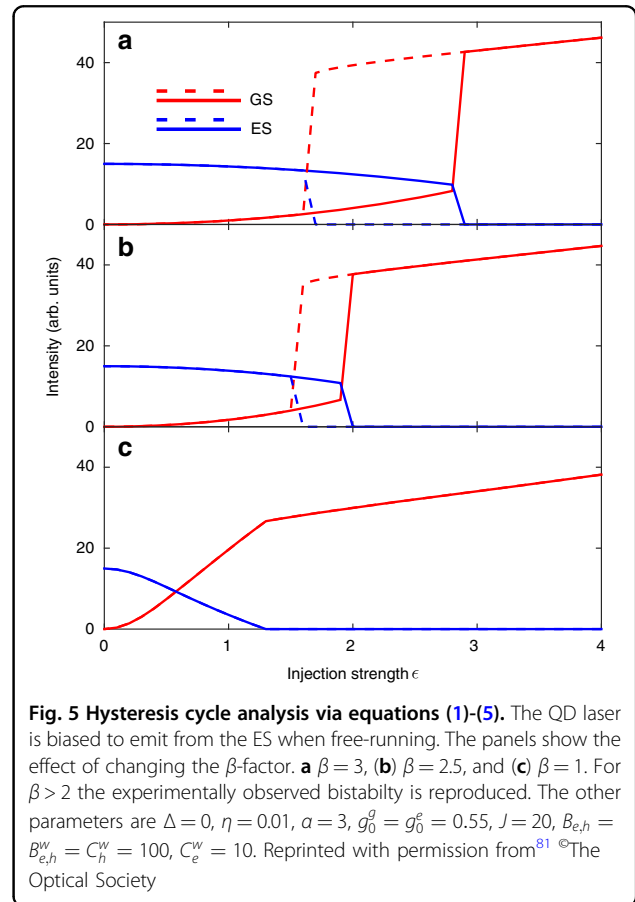 a
40
GS
ES
20
0
b
40
Intensity (arb. units)
20
0
c
40
20
0
0 1 2 3 4
Injection strength ϵ
Fig. 5 Hysteresis cycle analysis via equations (1)-(5). The QD laser
is biased to emit from the ES when free-running. The panels show the
effect of changing the β-factor. a β = 3, (b) β = 2.5, and (c) β = 1. For
β > 2 the experimentally observed bistabilty is reproduced. The other
parameters are Δ = 0, η = 0.01, α = 3, g₀ᵍ = g₀ᵉ = 0.55, J = 20, B_{e,h} =
B^w_{e,h} = C^w_h = 100, C^w_e = 10. Reprinted with permission from⁸¹ ©The
Optical Society